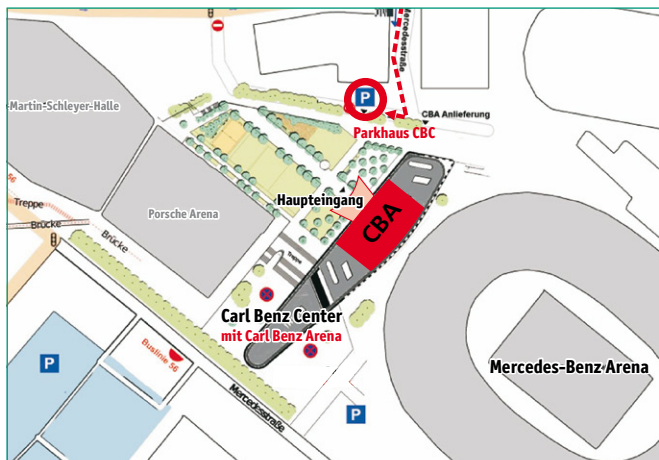 Mercedesstraße
P
CBA Anlieferung
Parkhaus CBC
Martin-Schleyer-Halle
56
Treppe
Brücke
Brücke
Porsche Arena
Haupteingang
CBA
Treppe
Carl Benz Center
mit Carl Benz Arena
Buslinie 56
P
Mercedesstraße
P
Mercedes-Benz Arena